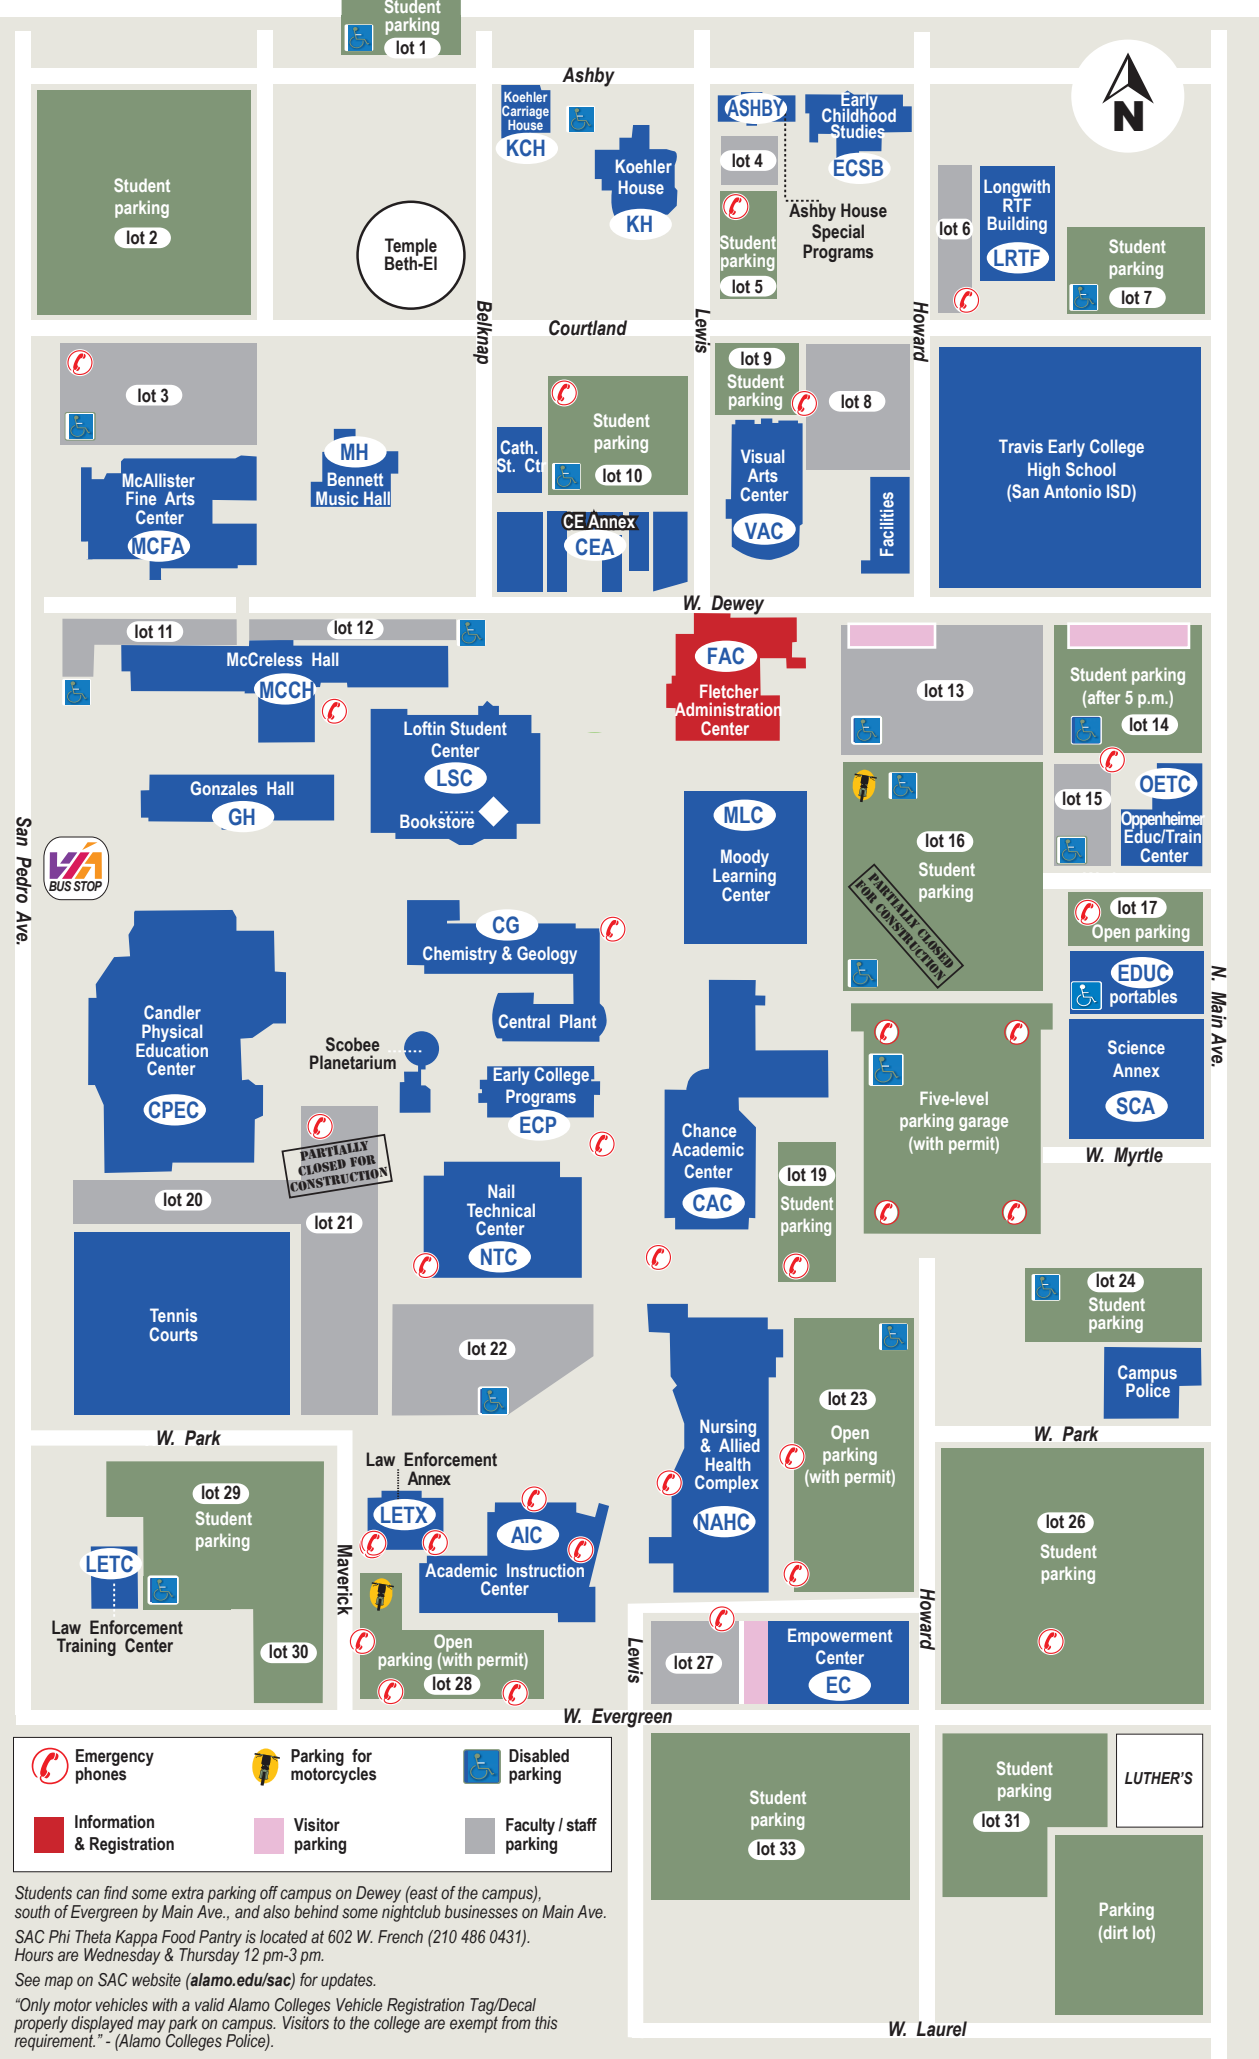 Student
parking
lot 1
Ashby
N
Student
parking
lot 2
Temple
Beth-El
Koehler
Carriage
House
KCH
Koehler
House
KH
ASHBY
lot 4
Student
parking
lot 5
Early
Childhood
Studies
ECSB
Ashby House
Special
Programs
lot 6
Longwith
RTF
Building
LRTF
Student
parking
lot 7
Belknap
Courtland
Lewis
Howard
lot 3
McAllister
Fine Arts
Center
MCFA
MH
Bennett
Music Hall
Cath.
St. Ctr
Student
parking
lot 10
CE Annex
CEA
lot 9
Student
parking
lot 8
Visual
Arts
Center
VAC
Facilities
Travis Early College
High School
(San Antonio ISD)
W. Dewey
lot 11
lot 12
McCreless Hall
MCCH
Loftin Student
Center
LSC
Bookstore
Gonzales Hall
GH
FAC
Fletcher
Administration
Center
lot 13
Student parking
(after 5 p.m.)
lot 14
lot 15
OETC
Oppenheimer
Educ/Train
Center
San Pedro Ave.
VIA
BUS STOP
MLC
Moody
Learning
Center
lot 16
Student
parking
PARTIALLY CLOSED
FOR CONSTRUCTION
lot 17
Open parking
EDUC
portables
N. Main Ave.
CG
Chemistry & Geology
Central Plant
Candler
Physical
Education
Center
CPEC
Scobee
Planetarium
Early College
Programs
ECP
Chance
Academic
Center
CAC
Five-level
parking garage
(with permit)
Science
Annex
SCA
W. Myrtle
PARTIALLY
CLOSED FOR
CONSTRUCTION
lot 20
lot 21
Nail
Technical
Center
NTC
lot 19
Student
parking
Tennis
Courts
lot 22
lot 24
Student
parking
Campus
Police
W. Park
W. Park
Nursing
& Allied
Health
Complex
NAHC
lot 23
Open
parking
(with permit)
lot 29
Student
parking
LETC
Law Enforcement
Training Center
lot 30
Maverick
Law Enforcement
Annex
LETX
AIC
Academic Instruction
Center
Open
parking (with permit)
lot 28
lot 26
Student
parking
Howard
Lewis
lot 27
Empowerment
Center
EC
W. Evergreen
Emergency
phones
Parking for
motorcycles
Disabled
parking
Information
& Registration
Visitor
parking
Faculty / staff
parking
Student
parking
lot 33
Student
parking
lot 31
LUTHER'S
Parking
(dirt lot)
W. Laurel
Students can find some extra parking off campus on Dewey (east of the campus),
south of Evergreen by Main Ave., and also behind some nightclub businesses on Main Ave.
SAC Phi Theta Kappa Food Pantry is located at 602 W. French (210 486 0431).
Hours are Wednesday & Thursday 12 pm-3 pm.
See map on SAC website (alamo.edu/sac) for updates.
“Only motor vehicles with a valid Alamo Colleges Vehicle Registration Tag/Decal
properly displayed may park on campus. Visitors to the college are exempt from this
requirement.” - (Alamo Colleges Police).